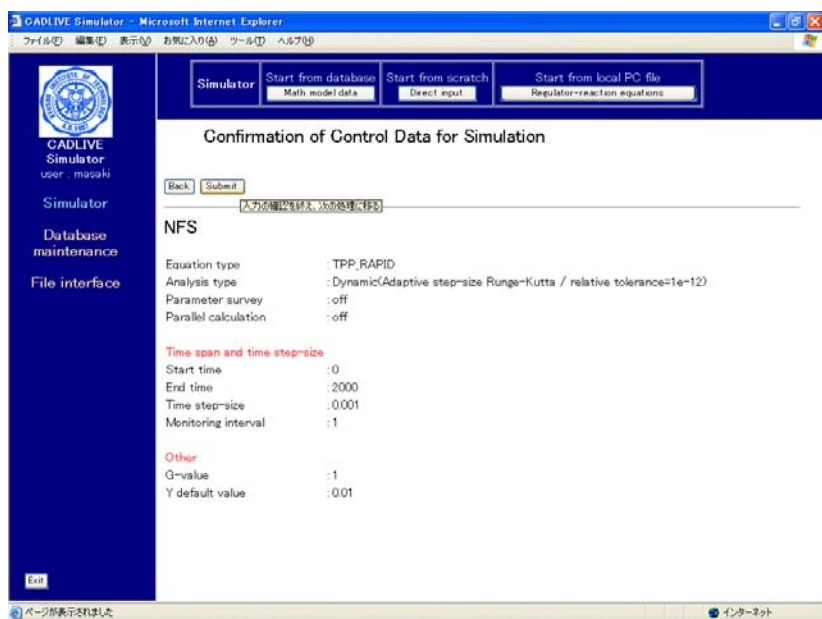 CADLIVE Simulator - Microsoft Internet Explorer
ファイル(F) 編集(E) 表示(V) お気に入り(A) ツール(T) ヘルプ(H)
Simulator
Start from database
Math model data
Start from scratch
Direct input
Start from local PC file
Regulator-reaction equations
A.D.1907
CADLIVE
Simulator
user : masaki
Simulator
Database
maintenance
File interface
Exit
Confirmation of Control Data for Simulation
Back Submit
入力の確認を終え、次の処理に移る
NFS
Equation type : TPP_RAPID
Analysis type : Dynamic(Adaptive step-size Runge-Kutta / relative tolerance=1e-12)
Parameter survey : off
Parallel calculation : off
Time span and time step-size
Start time : 0
End time : 2000
Time step-size : 0.001
Monitoring interval : 1
Other
G-value : 1
Y default value : 0.01
ページが表示されました インターネット